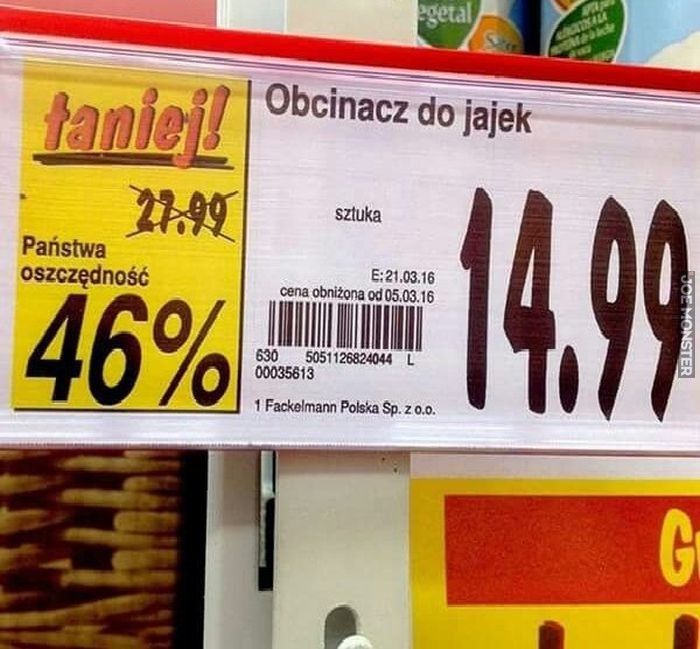 egetal
taniej!
27.99
Państwa
oszczędność
46%
Obcinacz do jajek
sztuka
14.99
E: 21.03.16
cena obniżona od 05.03.16
630 5051126824044 L
00035613
1 Fackelmann Polska Sp. z o.o.
JOE MONSTER
G